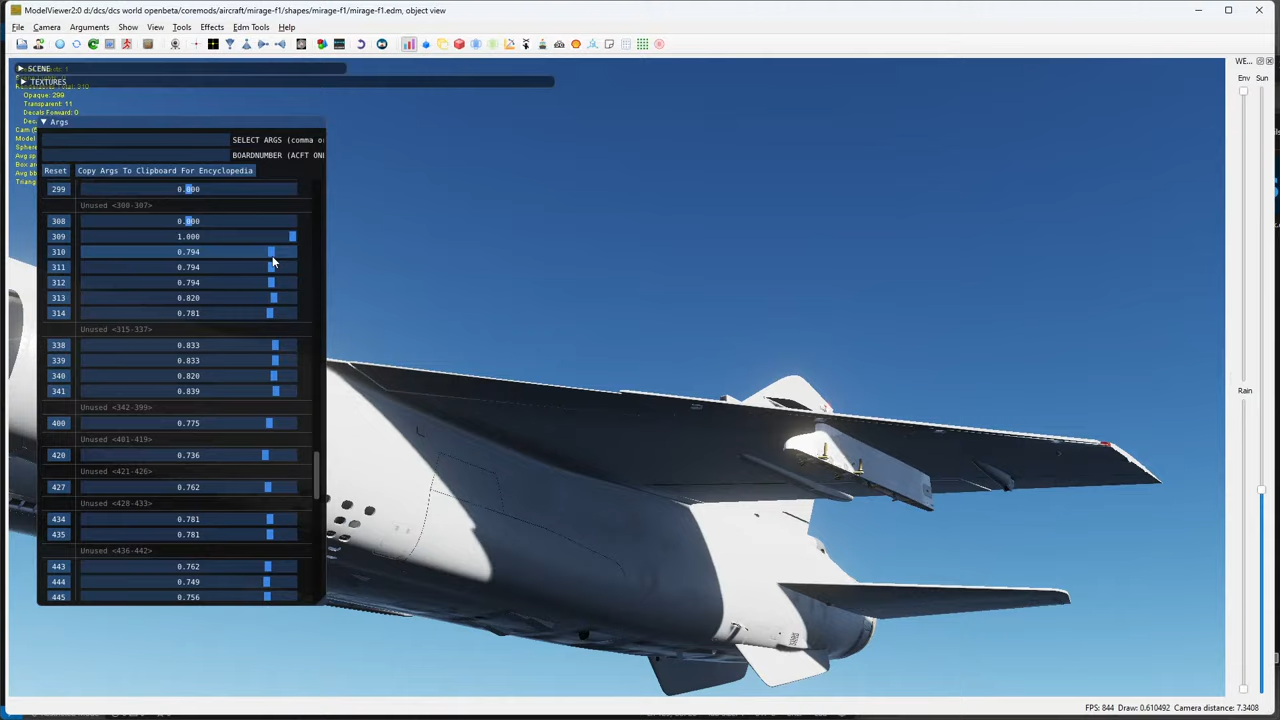 ModelViewer2:0 d:/dcs/dcs world openbeta/coremods/aircraft/mirage-f1/shapes/mirage-f1/mirage-f1.edm, object view
File Camera Arguments Show View Tools Effects Edm Tools Help
SCENE
TEXTURES
Opaque: 299
Transparent: 11
Decals Forward: 0
WE...
Env Sun
Args
SELECT ARGS (comma o
BOARDNUMBER (ACFT ONL
Reset Copy Args To Clipboard For Encyclopedia
299 0.000
Unused <300-307>
308 0.000
309 1.000
310 0.794
311 0.794
312 0.794
313 0.820
314 0.781
Unused <315-337>
338 0.833
339 0.833
340 0.820
341 0.839
Unused <342-399>
400 0.775
Unused <401-419>
420 0.736
Unused <421-426>
427 0.762
Unused <428-433>
434 0.781
435 0.781
Unused <436-442>
443 0.762
444 0.749
445 0.756
Rain
FPS: 844 Draw: 0.610492 Camera distance: 7.3408